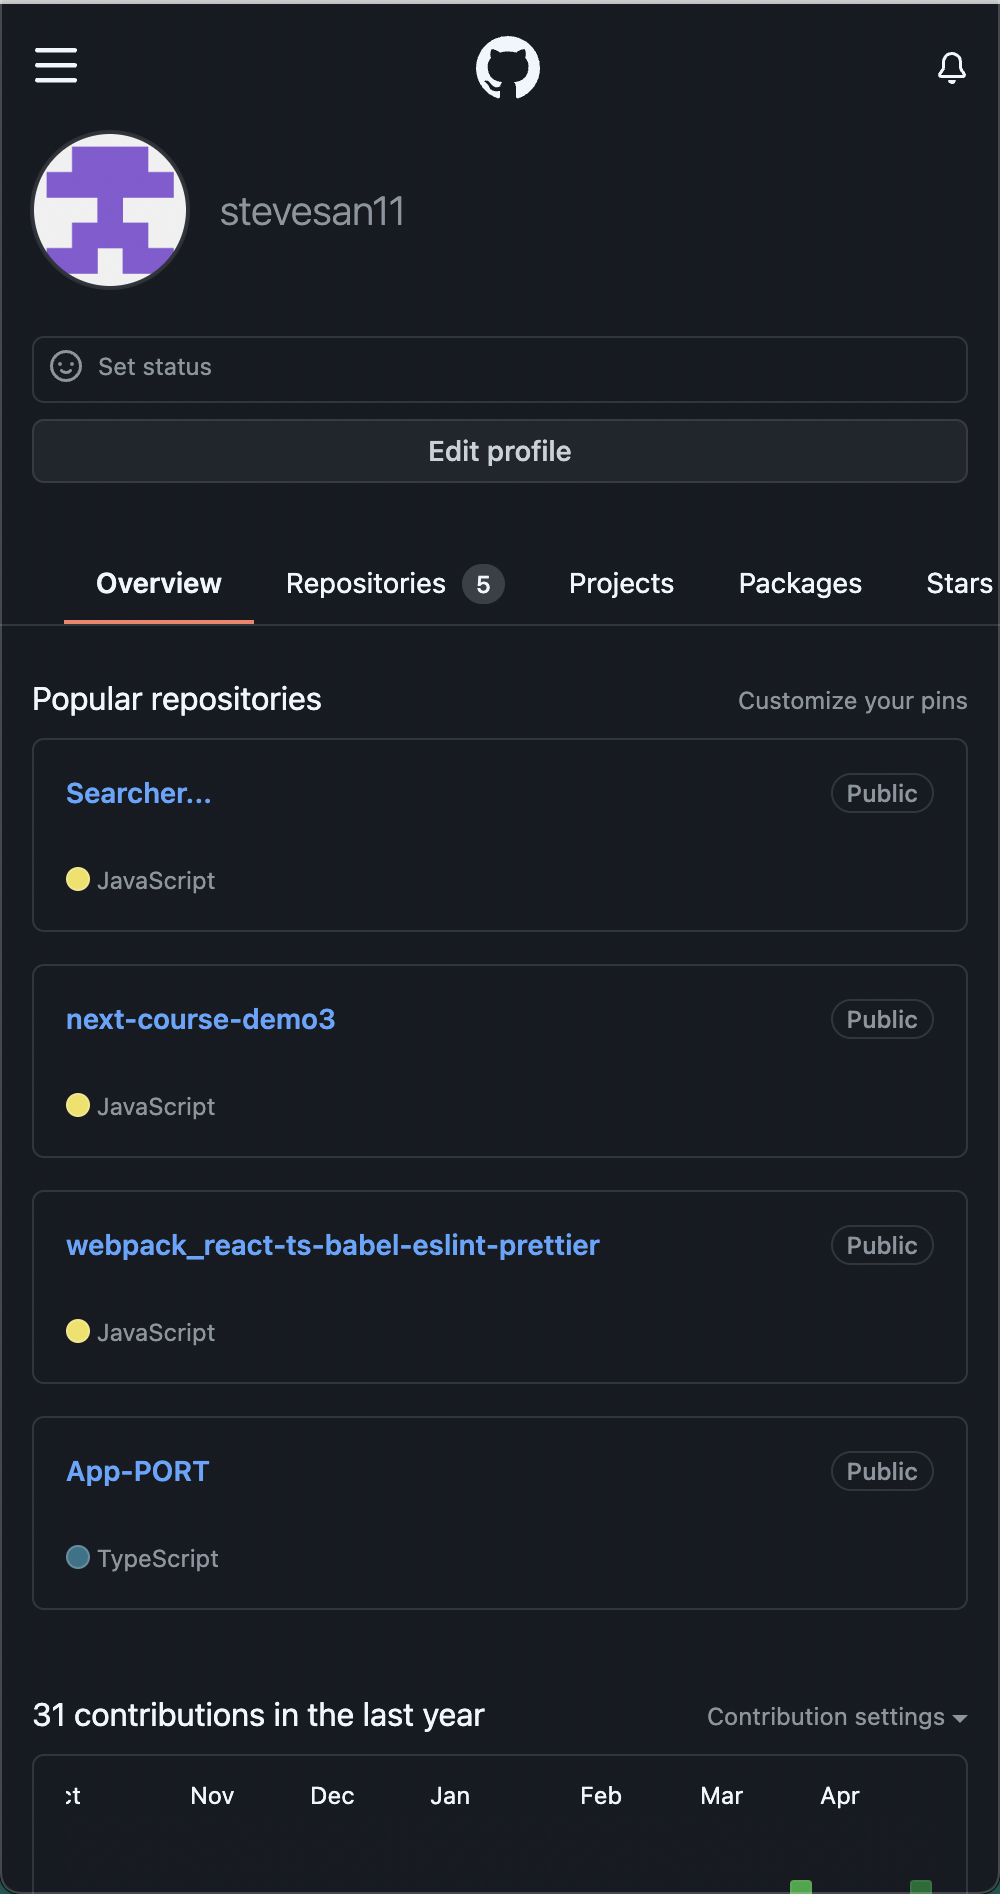 stevesan11
Set status
Edit profile
Overview Repositories 5 Projects Packages Stars
Popular repositories Customize your pins
Searcher... Public
JavaScript
next-course-demo3 Public
JavaScript
webpack_react-ts-babel-eslint-prettier Public
JavaScript
App-PORT Public
TypeScript
31 contributions in the last year Contribution settings
ct Nov Dec Jan Feb Mar Apr